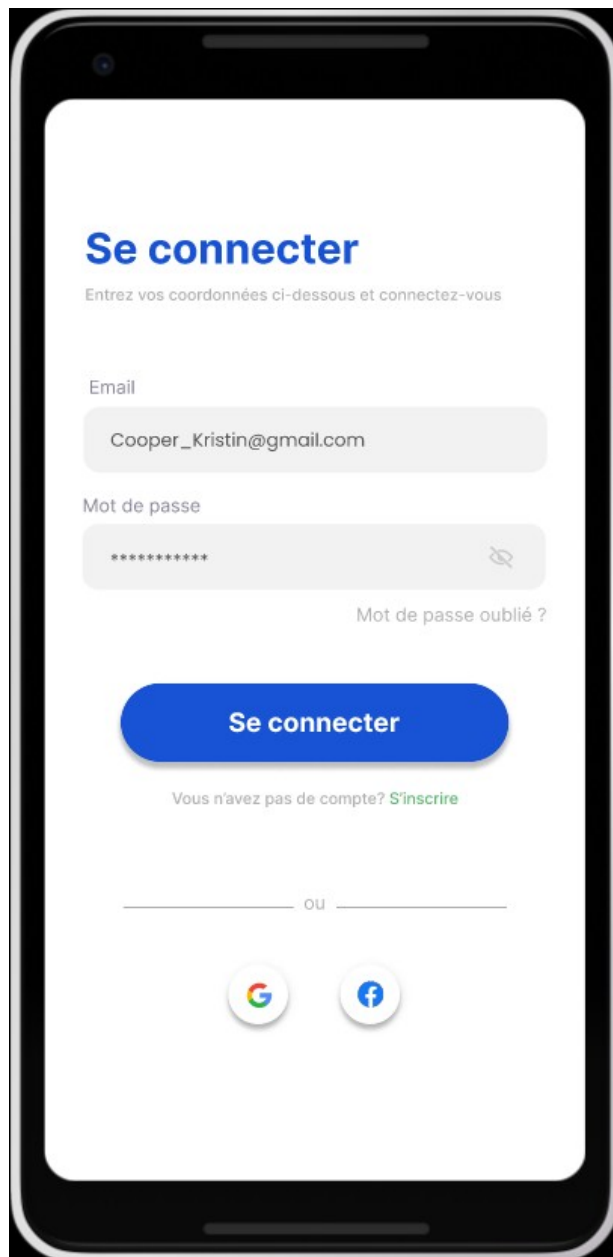 Se connecter
Entrez vos coordonnées ci-dessous et connectez-vous
Email
Cooper_Kristin@gmail.com
Mot de passe
***********
Mot de passe oublié ?
Se connecter
Vous n'avez pas de compte? S'inscrire
ou